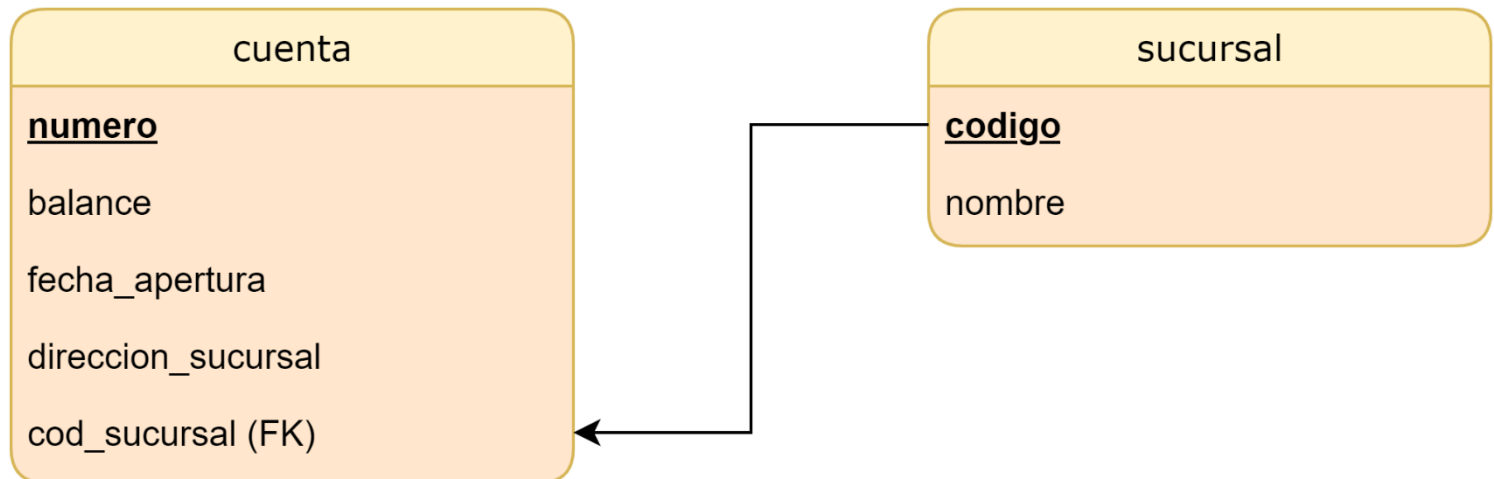 cuenta
numero
balance
fecha_apertura
direccion_sucursal
cod_sucursal (FK)
sucursal
codigo
nombre